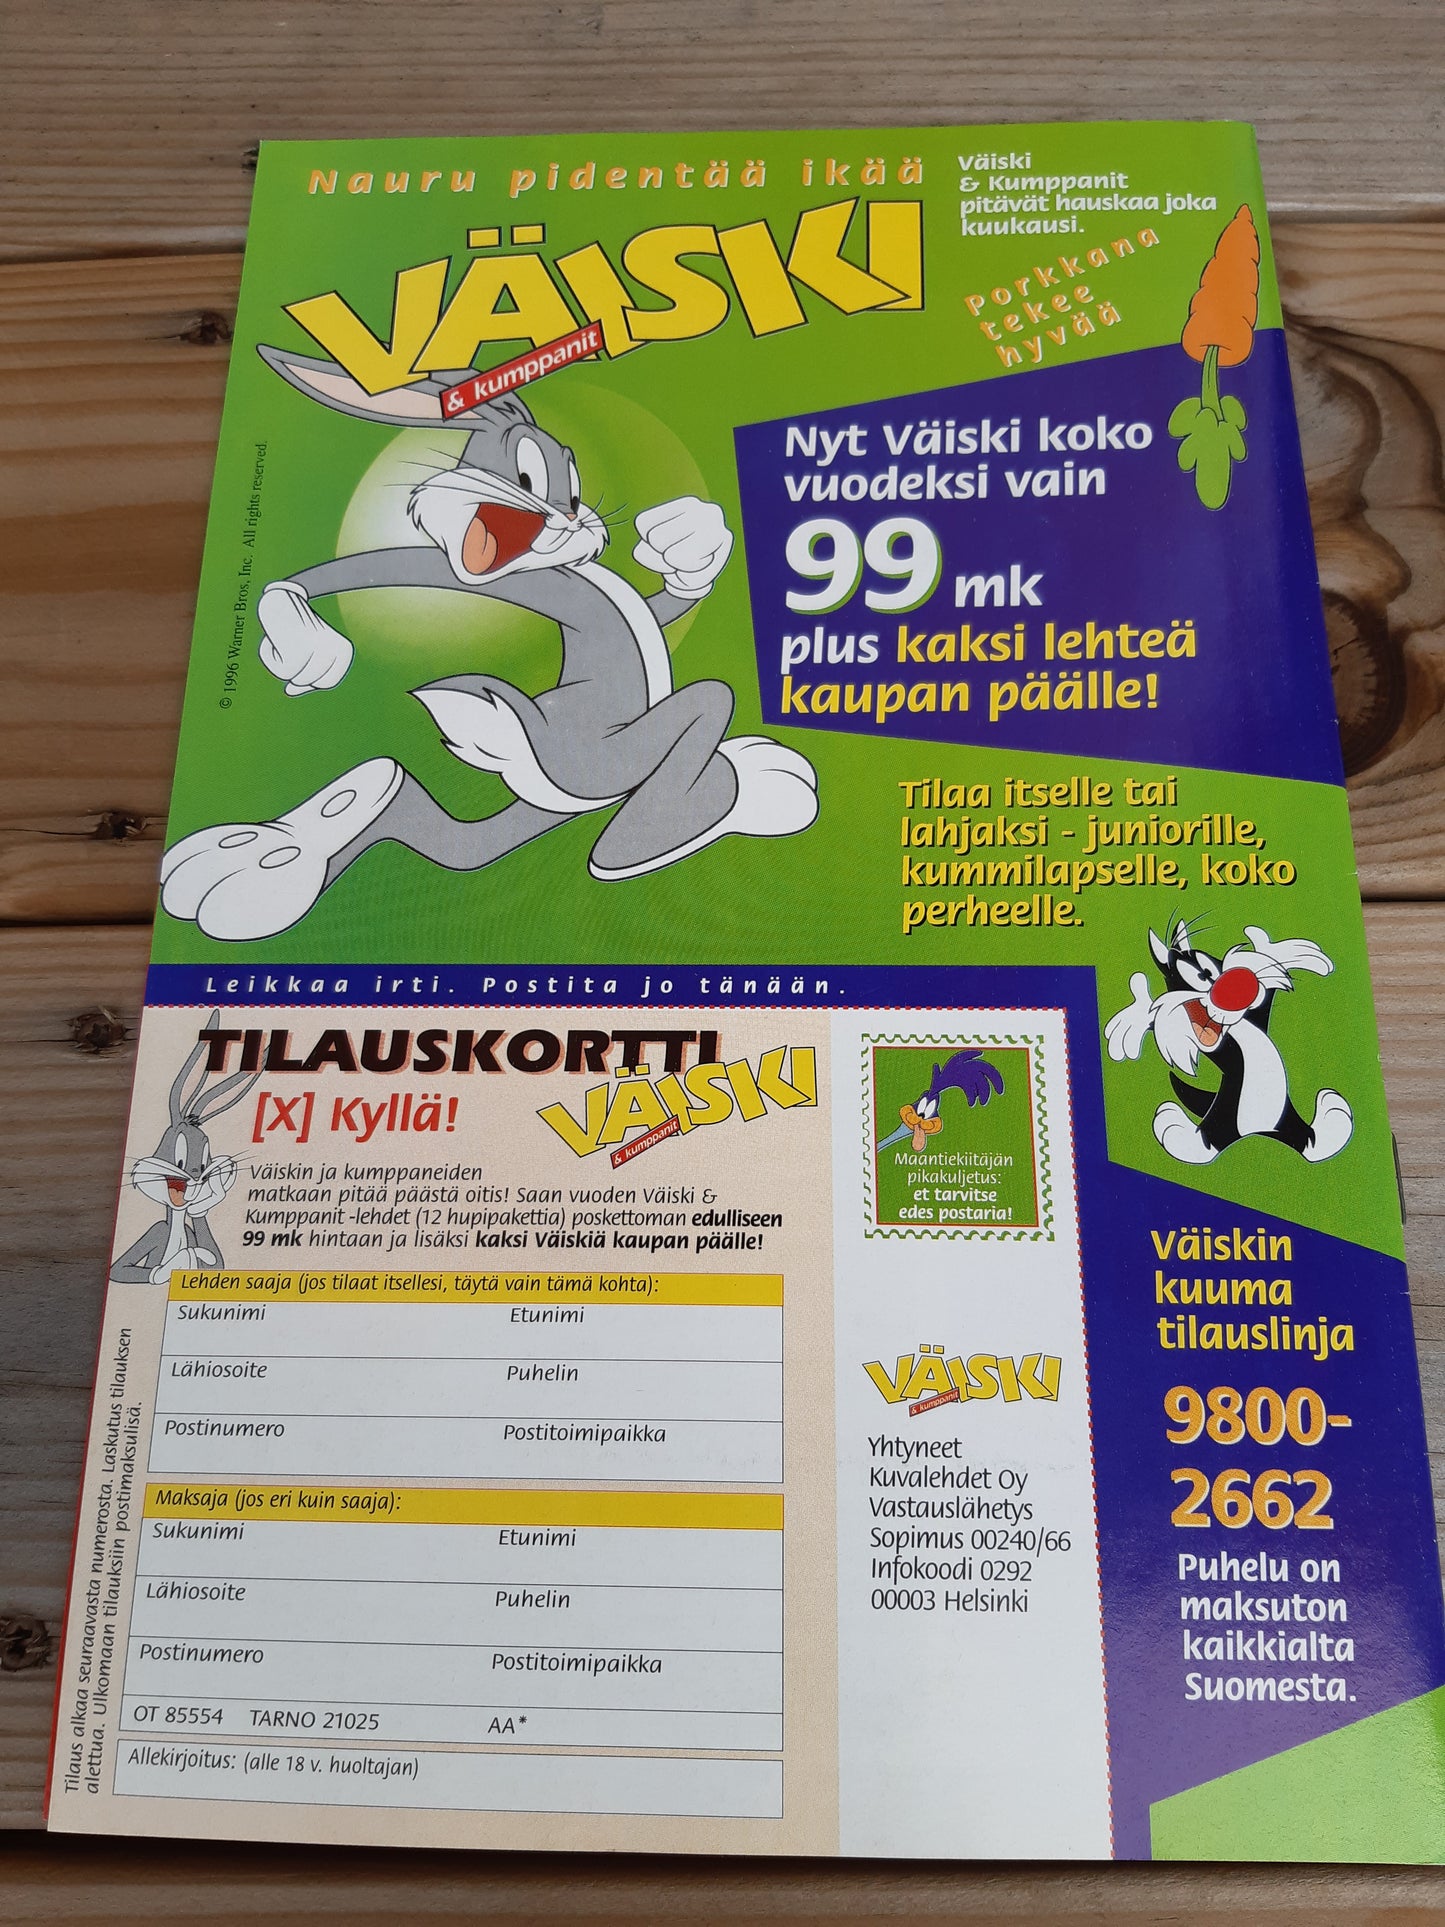 Nauru pidentää ikää
VÄISKI
& kumppanit
Väiski
& Kumppanit
pitävät hauskaa joka
kuukausi.
Porkkana
tekee
hyvää
© 1996 Warner Bros, Inc. All rights reserved.
Nyt Väiski koko
vuodeksi vain
99 mk
plus kaksi lehteä
kaupan päälle!
Tilaa itselle tai
lahjaksi - juniorille,
kummilapselle, koko
perheelle.
Leikkaa irti. Postita jo tänään.
TILAUSKORTTI
VÄISKI
& kumppanit
[X] Kyllä!
Väiskin ja kumppaneiden
matkaan pitää päästä oitis! Saan vuoden Väiski &
Kumppanit -lehdet (12 hupipakettia) poskettoman edulliseen
99 mk hintaan ja lisäksi kaksi Väiskiä kaupan päälle!
Lehden saaja (jos tilaat itsellesi, täytä vain tämä kohta):
Sukunimi Etunimi
Lähiosoite Puhelin
Postinumero Postitoimipaikka
Maksaja (jos eri kuin saaja):
Sukunimi Etunimi
Lähiosoite Puhelin
Postinumero Postitoimipaikka
OT 85554 TARNO 21025 AA*
Allekirjoitus: (alle 18 v. huoltajan)
Tilaus alkaa seuraavasta numerosta. Laskutus tilauksen
alettua. Ulkomaan tilauksiin postimaksulisä.
Maantiekiitäjän
pikakuljetus:
et tarvitse
edes postaria!
VÄISKI
& kumppanit
Yhtyneet
Kuvalehdet Oy
Vastauslähetys
Sopimus 00240/66
Infokoodi 0292
00003 Helsinki
Väiskin
kuuma
tilauslinja
9800-
2662
Puhelu on
maksuton
kaikkialta
Suomesta.